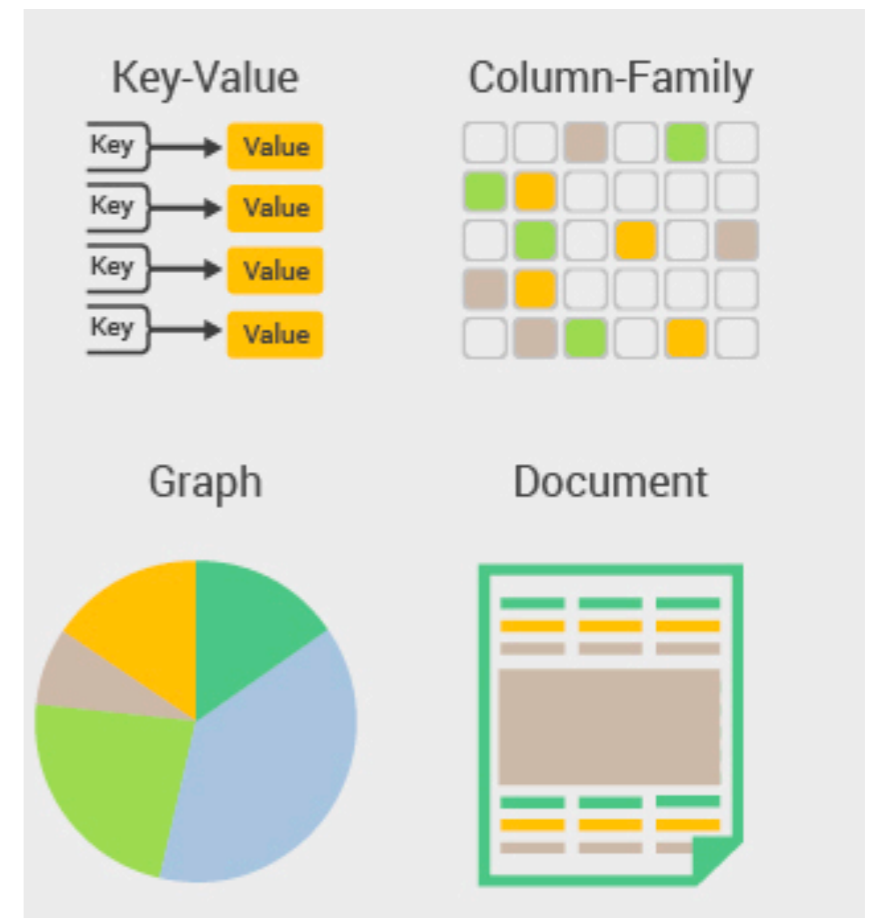 Key-Value
Column-Family
Key Value
Key Value
Key Value
Key Value
Graph
Document